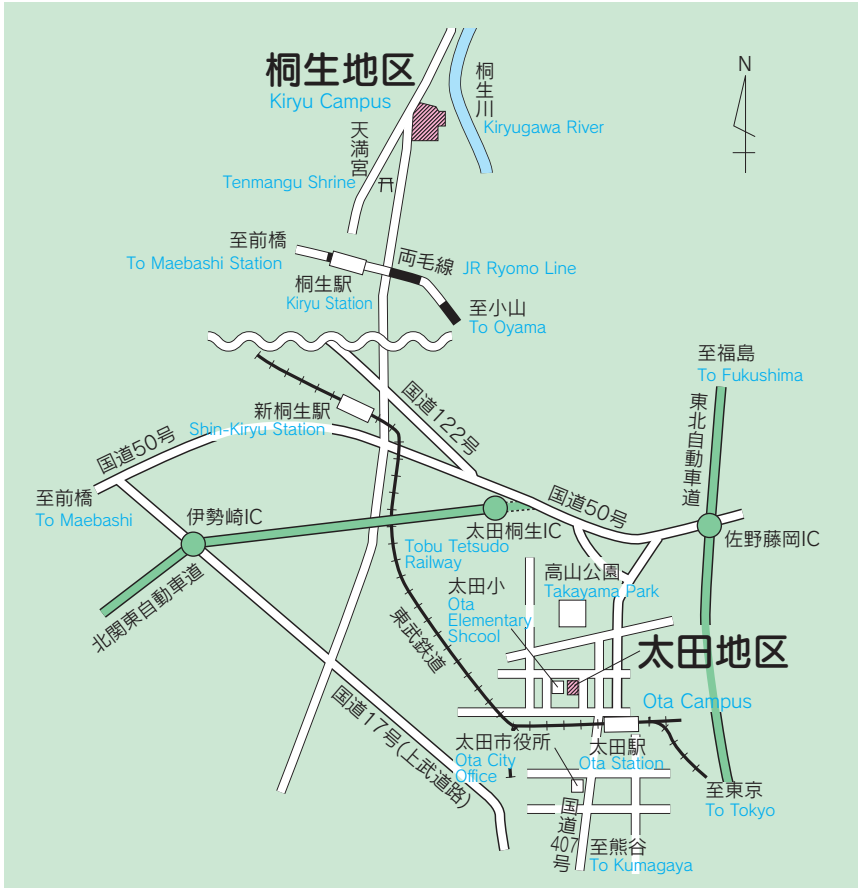 桐生地区
Kiryu Campus
桐生川
Kiryugawa River
N
天満宮
Tenmangu Shrine
至前橋
To Maebashi Station
両毛線
JR Ryomo Line
桐生駅
Kiryu Station
至小山
To Oyama
至福島
To Fukushima
東北自動車道
国道122号
新桐生駅
Shin-Kiryu Station
国道50号
至前橋
To Maebashi
伊勢崎IC
太田桐生IC
国道50号
佐野藤岡IC
Tobu Tetsudo
Railway
北関東自動車道
東武鉄道
太田小
Ota
Elementary
Shcool
高山公園
Takayama Park
太田地区
Ota Campus
国道17号(上武道路)
太田市役所
Ota City
Office
太田駅
Ota Station
至東京
To Tokyo
国道
407
号
至熊谷
To Kumagaya